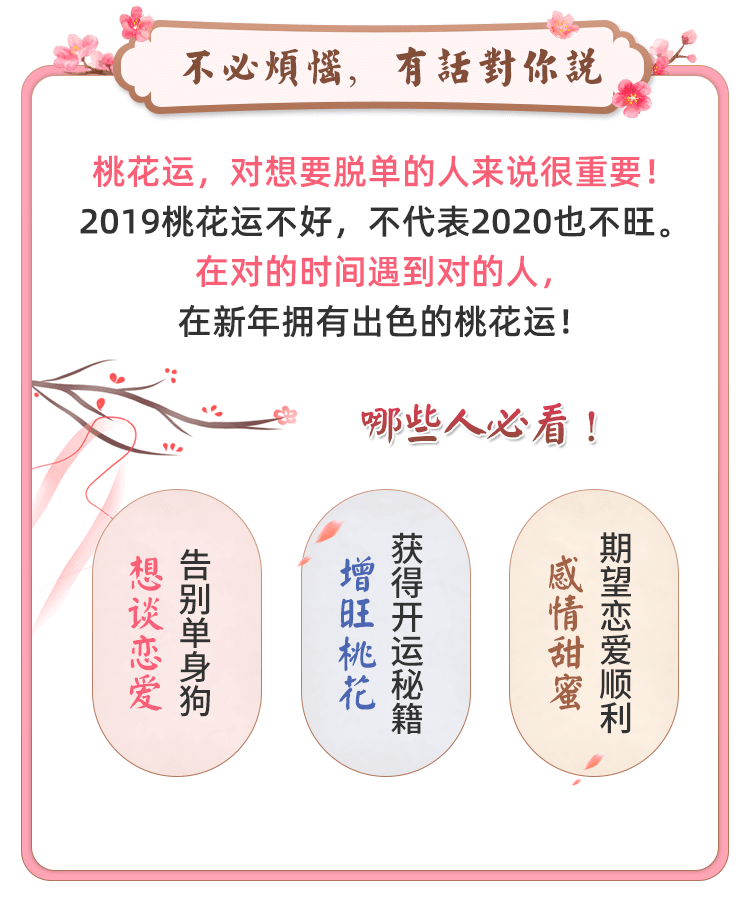 不必煩惱，有話對你説
桃花运，对想要脱单的人来说很重要！
2019桃花运不好，不代表2020也不旺。
在对的时间遇到对的人，
在新年拥有出色的桃花运！
哪些人必看！
告别单身狗
想谈恋爱
获得开运秘籍
增旺桃花
期望恋爱顺利
感情甜蜜